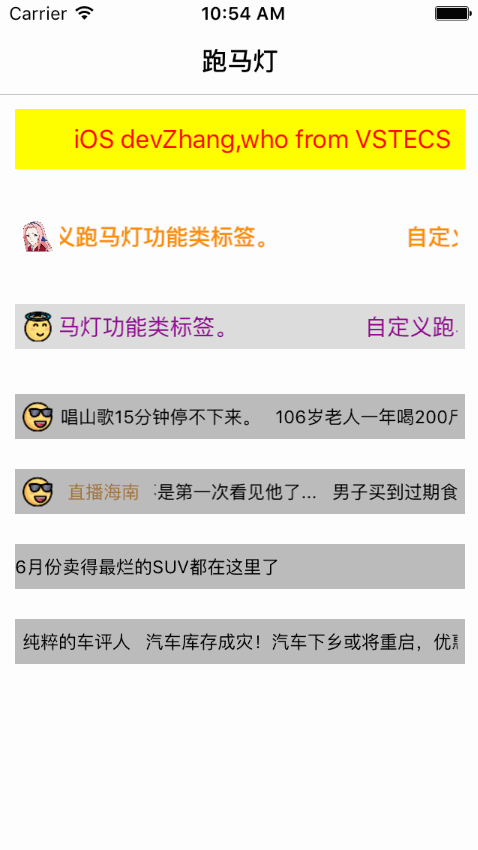 Carrier 10:54 AM
跑马灯
iOS devZhang,who from VSTECS
义跑马灯功能类标签。 自定
马灯功能类标签。 自定义跑
唱山歌15分钟停不下来。 106岁老人一年喝200
直播海南 是第一次看见他了... 男子买到过期食
6月份卖得最烂的SUV都在这里了
纯粹的车评人 汽车库存成灾！汽车下乡或将重启，优